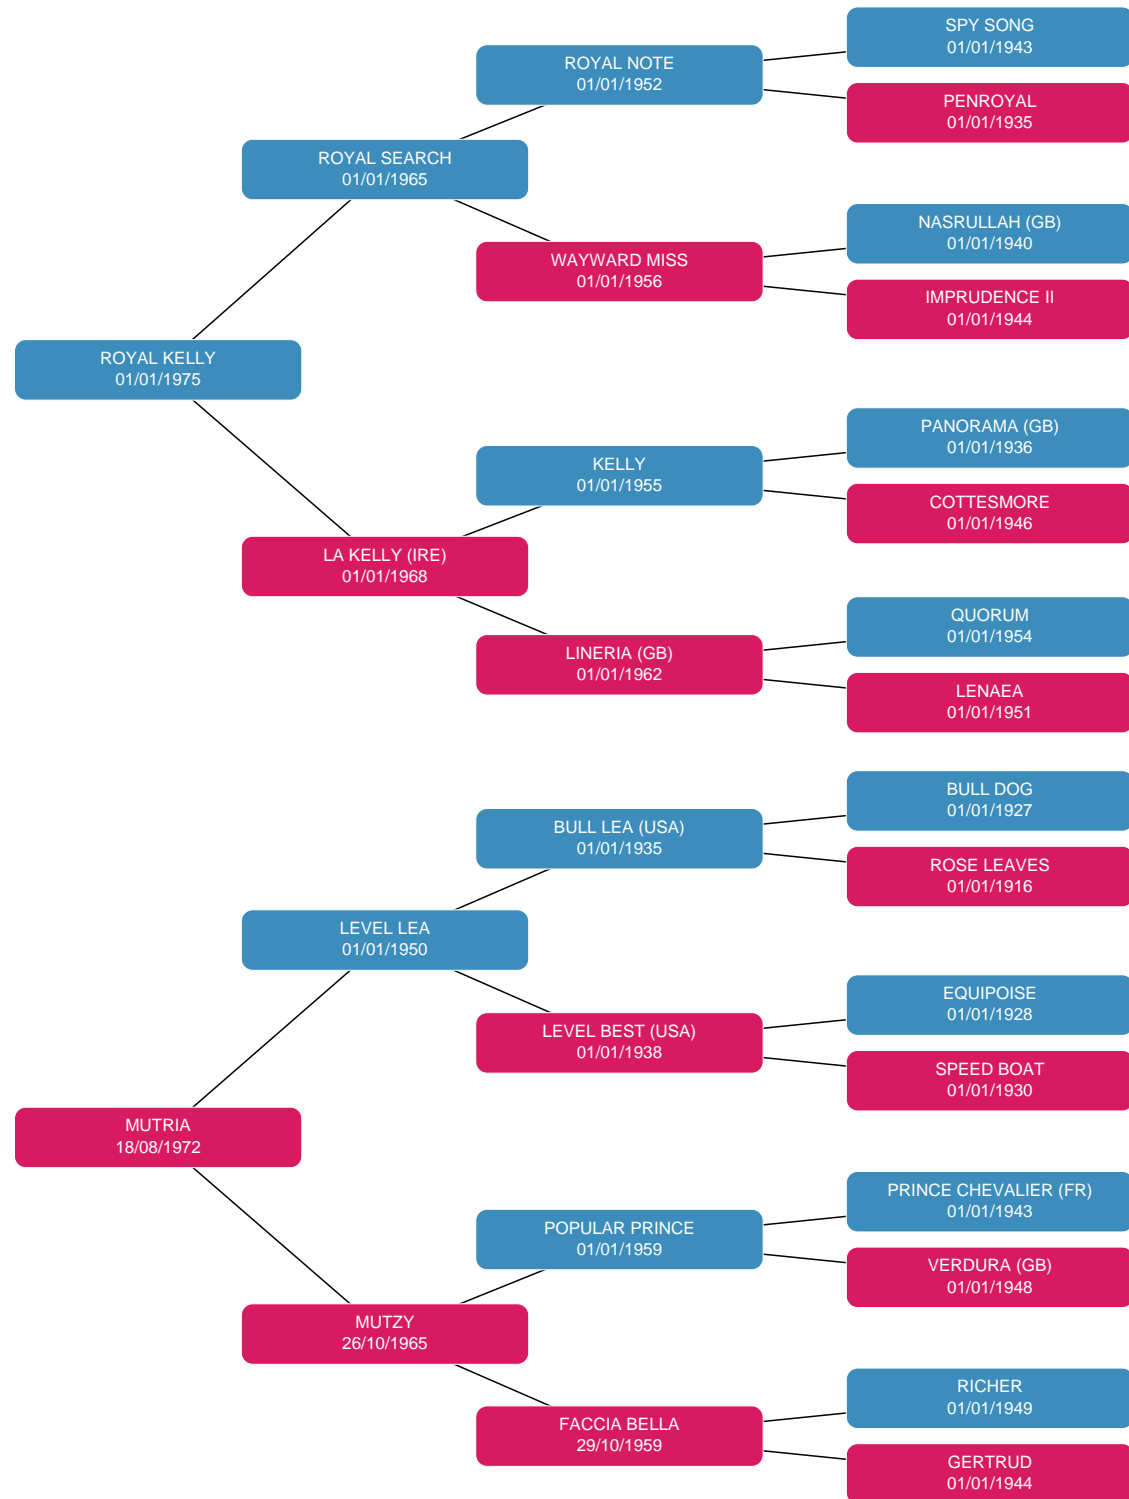 SPY SONG
01/01/1943
ROYAL NOTE
01/01/1952
PENROYAL
01/01/1935
ROYAL SEARCH
01/01/1965
NASRULLAH (GB)
01/01/1940
WAYWARD MISS
01/01/1956
IMPRUDENCE II
01/01/1944
ROYAL KELLY
01/01/1975
PANORAMA (GB)
01/01/1936
KELLY
01/01/1955
COTTESMORE
01/01/1946
LA KELLY (IRE)
01/01/1968
QUORUM
01/01/1954
LINERIA (GB)
01/01/1962
LENAEA
01/01/1951
BULL DOG
01/01/1927
BULL LEA (USA)
01/01/1935
ROSE LEAVES
01/01/1916
LEVEL LEA
01/01/1950
EQUIPOISE
01/01/1928
LEVEL BEST (USA)
01/01/1938
SPEED BOAT
01/01/1930
MUTRIA
18/08/1972
PRINCE CHEVALIER (FR)
01/01/1943
POPULAR PRINCE
01/01/1959
VERDURA (GB)
01/01/1948
MUTZY
26/10/1965
RICHER
01/01/1949
FACCIA BELLA
29/10/1959
GERTRUD
01/01/1944